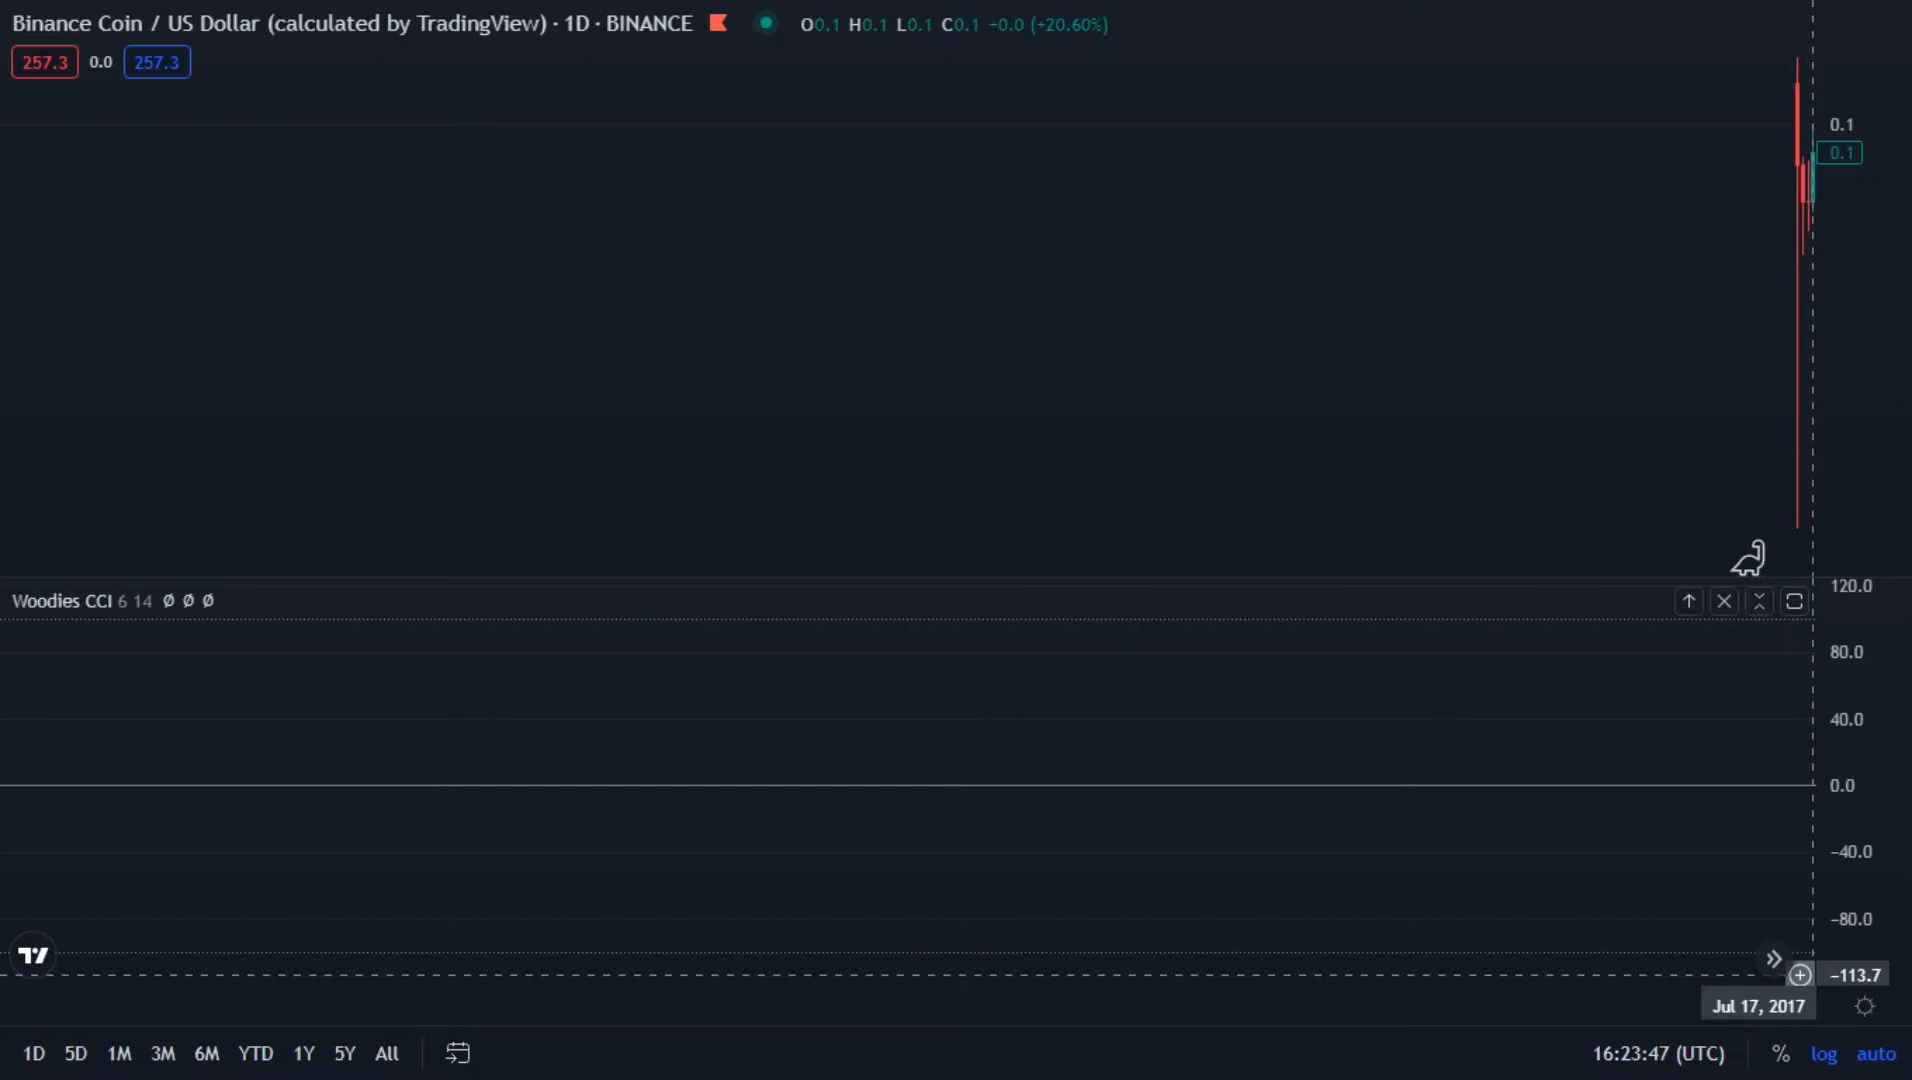 Binance Coin / US Dollar (calculated by TradingView) · 1D · BINANCE O0.1 H0.1 L0.1 C0.1 +0.0 (+20.60%)
257.3 0.0 257.3
0.1
0.1
120.0
Woodies CCI 6 14 Ø Ø Ø
80.0
40.0
0.0
−40.0
−80.0
−113.7
Jul 17, 2017
1D 5D 1M 3M 6M YTD 1Y 5Y All 16:23:47 (UTC) % log auto